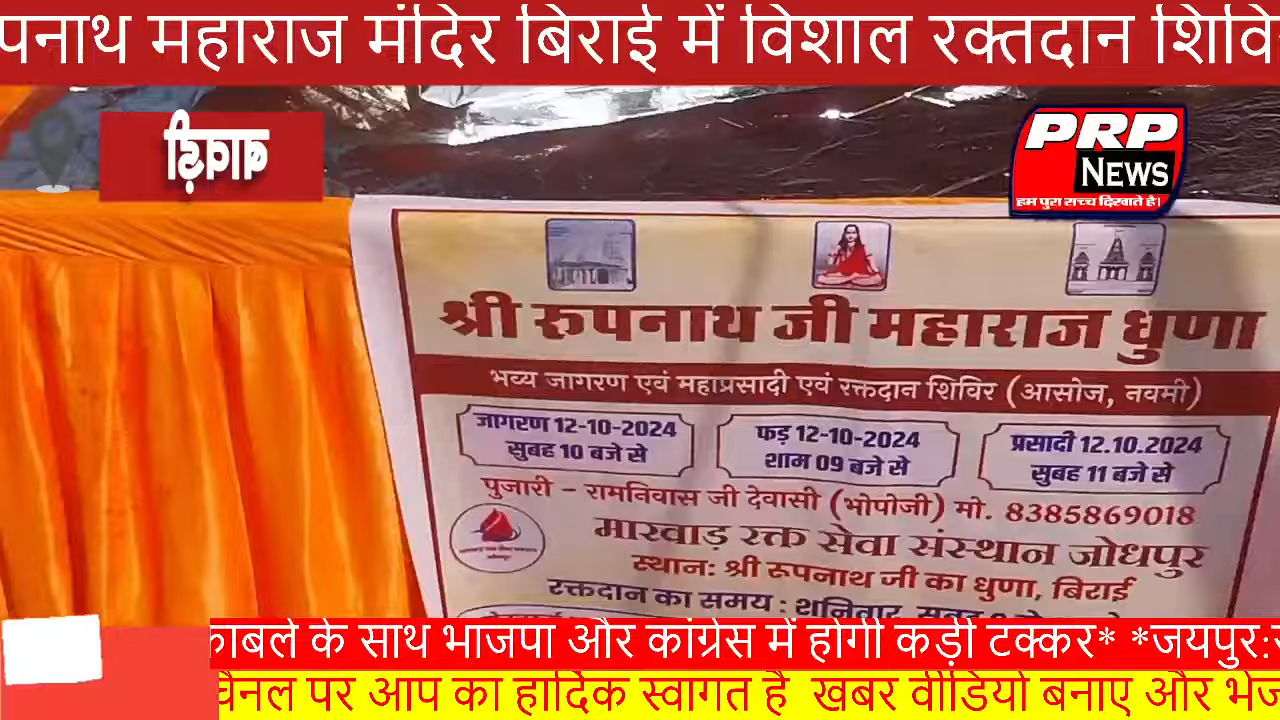 पनाथ महाराज मंदिर बिराई में विशाल रक्तदान शिवि
PRP
NEWS
हम पुरा सच्च दिखाते है।
श्री रुपनाथ जी महाराज धुणा
भव्य जागरण एवं महाप्रसादी एवं रक्तदान शिविर (आसोज, नवमी)
जागरण 12-10-2024
सुबह 10 बजे से
फड़ 12-10-2024
शाम 09 बजे से
प्रसादी 12.10.2024
सुबह 11 बजे से
पुजारी – रामनिवास जी देवासी (भोपोजी) मो. 8385869018
मारवाड़ रक्त सेवा संस्थान जोधपुर
स्थान: श्री रूपनाथ जी का धुणा, बिराई
रक्तदान का समय : शनिवार, सुबह
काबले के साथ भाजपा और कांग्रेस में होगी कड़ी टक्कर* *जयपुर:
चैनल पर आप का हार्दिक स्वागत है खबर वीडियो बनाए और भेज